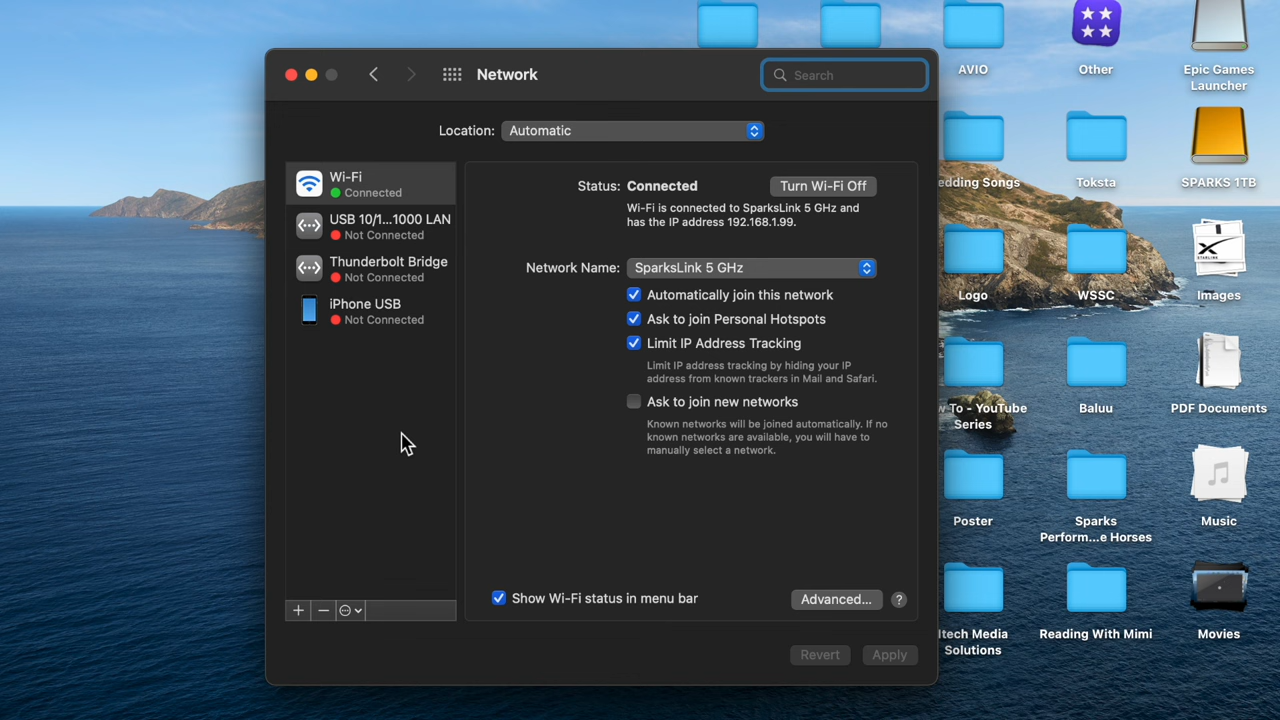 Network
Search
Location: Automatic
Wi-Fi
Connected
USB 10/1...1000 LAN
Not Connected
Thunderbolt Bridge
Not Connected
iPhone USB
Not Connected
Status: Connected
Turn Wi-Fi Off
Wi-Fi is connected to SparksLink 5 GHz and
has the IP address 192.168.1.99.
Network Name: SparksLink 5 GHz
Automatically join this network
Ask to join Personal Hotspots
Limit IP Address Tracking
Limit IP address tracking by hiding your IP
address from known trackers in Mail and Safari.
Ask to join new networks
Known networks will be joined automatically. If no
known networks are available, you will have to
manually select a network.
Show Wi-Fi status in menu bar
Advanced...
?
Revert
Apply
AVIO
Other
Epic Games
Launcher
edding Songs
Toksta
SPARKS 1TB
Logo
WSSC
STARLINK
Images
w To - YouTube
Series
Baluu
PDF Documents
Poster
Sparks
Perform...e Horses
Music
ltech Media
Solutions
Reading With Mimi
Movies